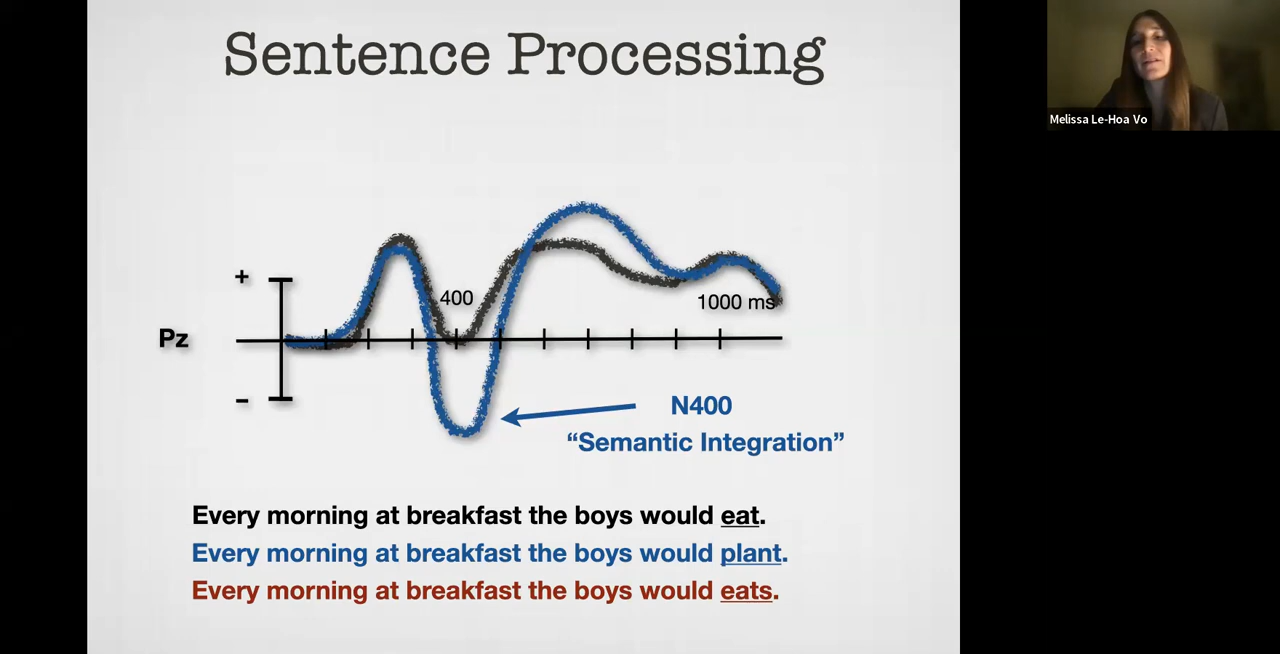 Sentence Processing
Melissa Le-Hoa Vo
+
400
1000 ms
Pz
-
N400
“Semantic Integration”
Every morning at breakfast the boys would eat.
Every morning at breakfast the boys would plant.
Every morning at breakfast the boys would eats.